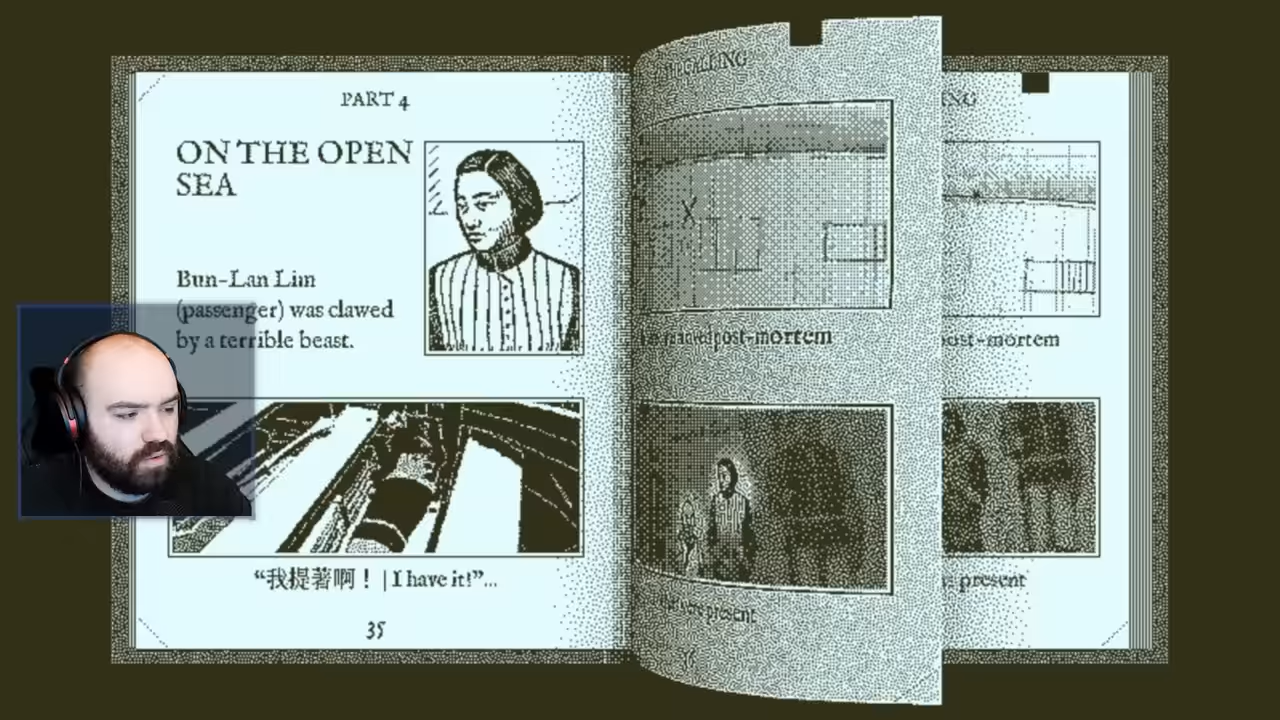 PART 4
ON THE OPEN
SEA
Bun-Lan Lim
(passenger) was clawed
by a terrible beast.
“我提著啊！ | I have it!”...
35
post-mortem
present
post-mortem
present